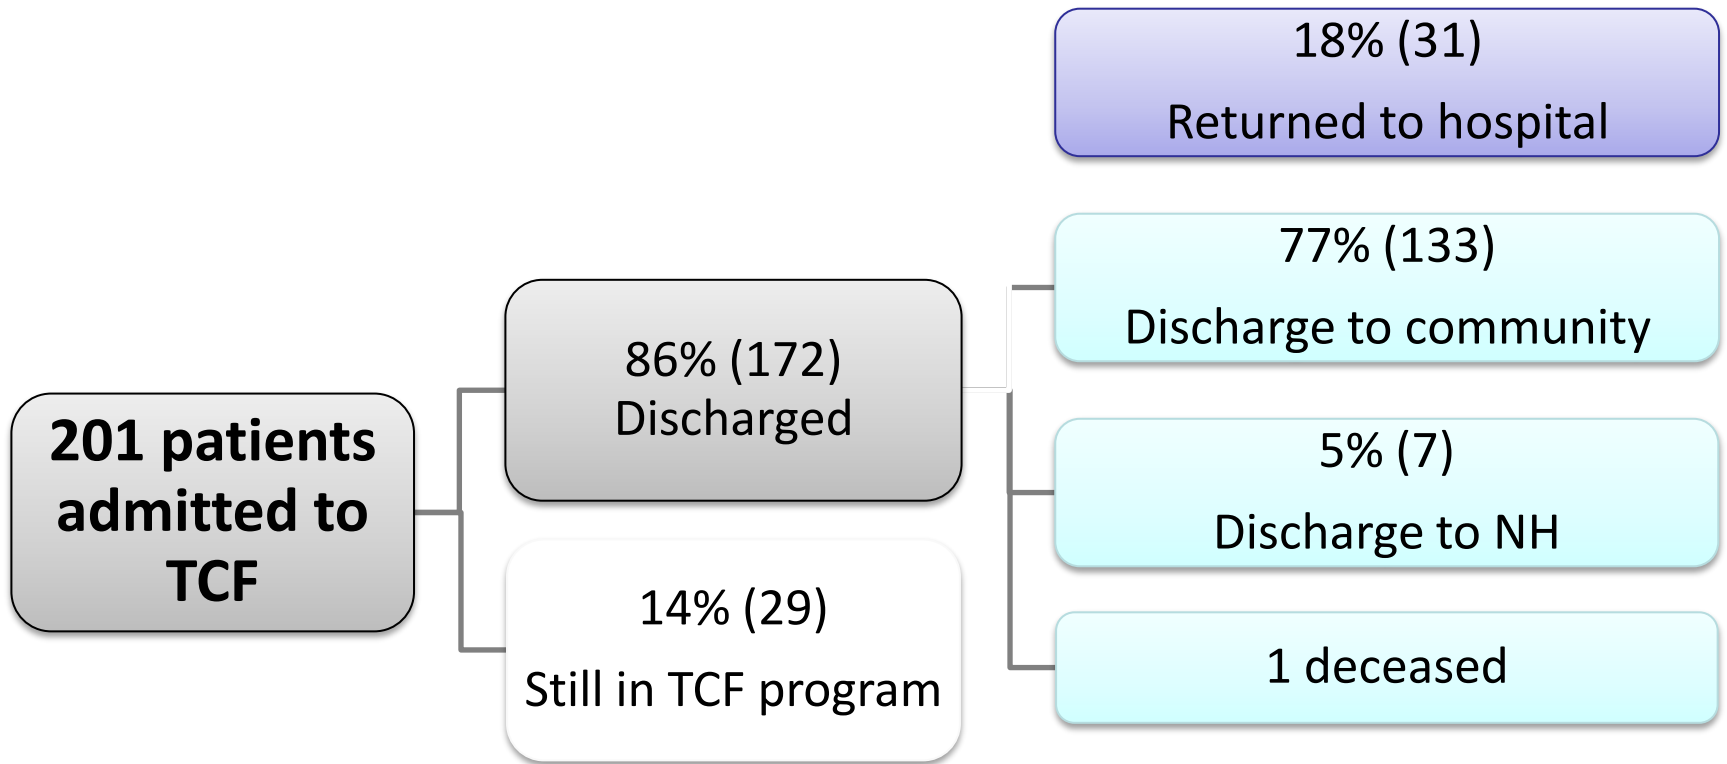 201 patients
admitted to
TCF
86% (172)
Discharged
14% (29)
Still in TCF program
18% (31)
Returned to hospital
77% (133)
Discharge to community
5% (7)
Discharge to NH
1 deceased